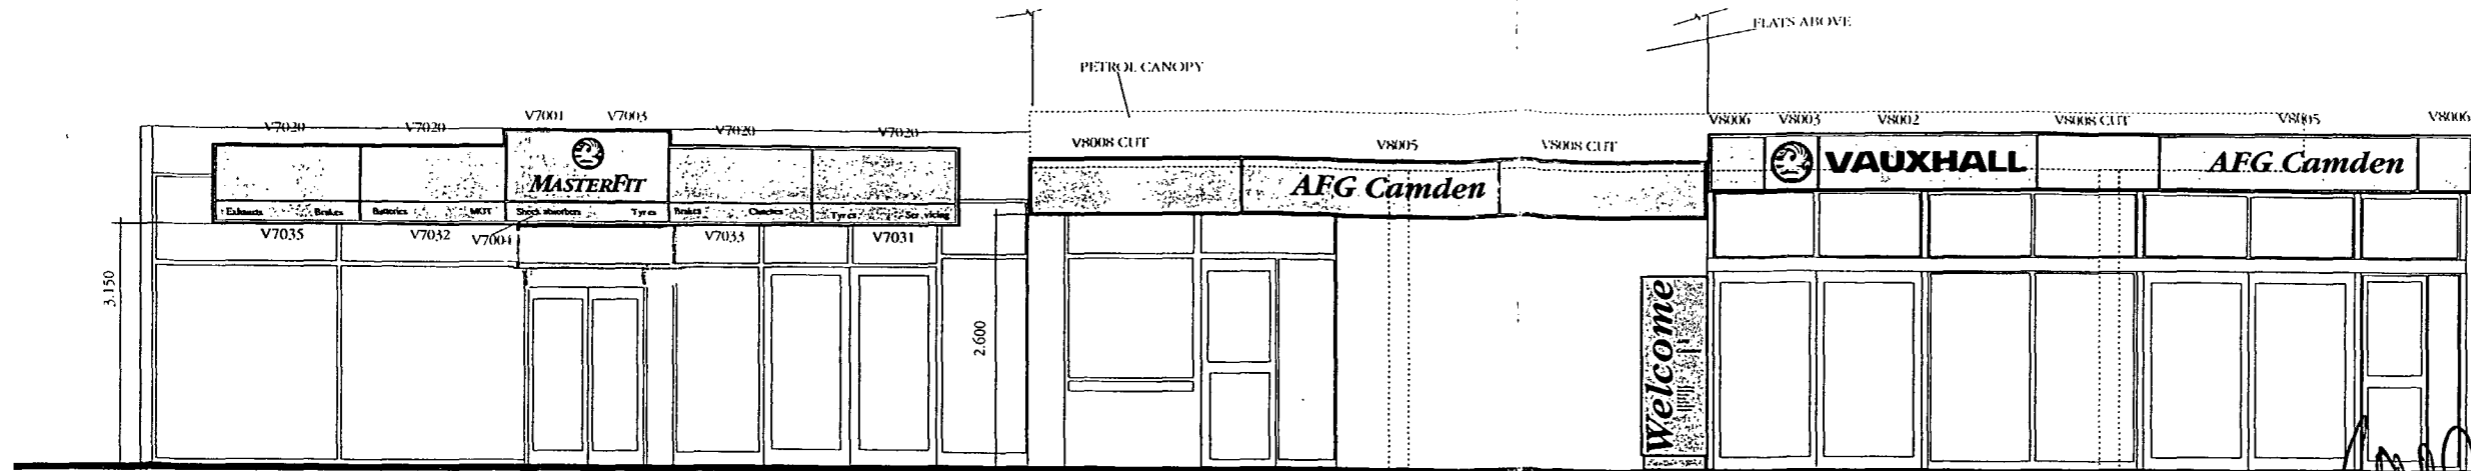 FLATS ABOVE
PETROL CANOPY
V7020 V7020 V7001 V7003 V7020 V7020
V8008 CUT V8005 V8008 CUT
V8006 V8003 V8002 V8008 CUT V8005 V8006
MASTERFIT
AFG Camden
VAUXHALL
AFG Camden
Exhausts Brakes Batteries MOT Shock absorbers Tyres Brakes Clutches Tyres Servicing
V7035 V7032 V7004 V7033 V7031
3.150
2.600
Welcome